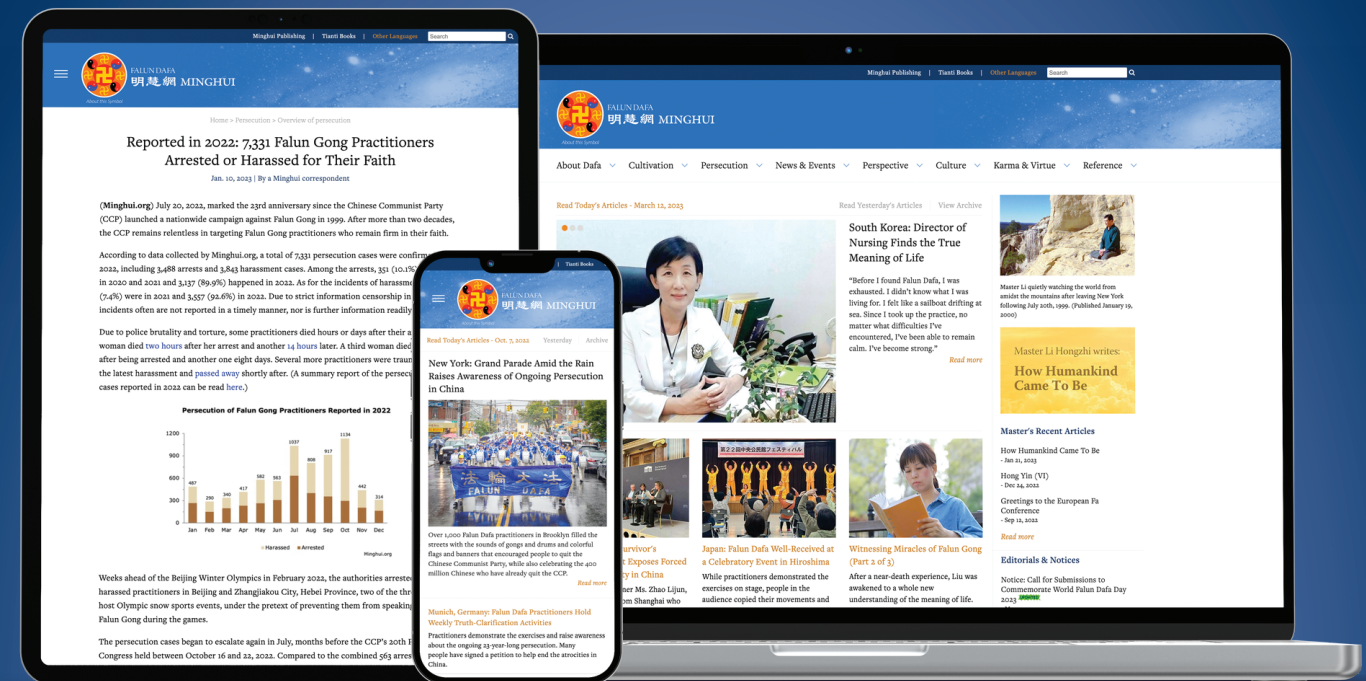 Minghui Publishing | Tianti Books | Other Languages Search
FALUN DAFA
明慧網 MINGHUI
About this Symbol
Home > Persecution > Overview of persecution
Reported in 2022: 7,331 Falun Gong Practitioners
Arrested or Harassed for Their Faith
Jan. 10, 2023 | By a Minghui correspondent
(Minghui.org) July 20, 2022, marked the 23rd anniversary since the Chinese Communist Party
(CCP) launched a nationwide campaign against Falun Gong in 1999. After more than two decades,
the CCP remains relentless in targeting Falun Gong practitioners who remain firm in their faith.
According to data collected by Minghui.org, a total of 7,331 persecution cases were confirm
2022, including 3,488 arrests and 3,843 harassment cases. Among the arrests, 351 (10.1%
in 2020 and 2021 and 3,137 (89.9%) happened in 2022. As for the incidents of harassme
(7.4%) were in 2021 and 3,557 (92.6%) in 2022. Due to strict information censorship in
incidents often are not reported in a timely manner, nor is further information readily
Due to police brutality and torture, some practitioners died hours or days after their a
woman died two hours after her arrest and another 14 hours later. A third woman died
after being arrested and another one eight days. Several more practitioners were traum
the latest harassment and passed away shortly after. (A summary report of the persecu
cases reported in 2022 can be read here.)
Persecution of Falun Gong Practitioners Reported in 2022
1200
900
600
300
0
487 290 340 417 582 563 1037 808 917 1134 442 314
Jan Feb Mar Apr May Jun Jul Aug Sep Oct Nov Dec
Harassed Arrested
Minghui.org
Weeks ahead of the Beijing Winter Olympics in February 2022, the authorities arreste
harassed practitioners in Beijing and Zhangjiakou City, Hebei Province, two of the thr
host Olympic snow sports events, under the pretext of preventing them from speaking
Falun Gong during the games.
The persecution cases began to escalate again in July, months before the CCP's 20th
Congress held between October 16 and 22, 2022. Compared to the combined 563 arres
| Tianti Books
FALUN DAFA
明慧網 MINGHUI
About this Symbol
Read Today's Articles - Oct. 7, 2022 Yesterday | Archive
New York: Grand Parade Amid the Rain
Raises Awareness of Ongoing Persecution
in China
法輪大法
FALUN DAFA
Over 1,000 Falun Dafa practitioners in Brooklyn filled the
streets with the sounds of gongs and drums and colorful
flags and banners that encouraged people to quit the
Chinese Communist Party, while also celebrating the 400
million Chinese who have already quit the CCP.
Read more
Munich, Germany: Falun Dafa Practitioners Hold
Weekly Truth-Clarification Activities
Practitioners demonstrate the exercises and raise awareness
about the ongoing 23-year-long persecution. Many
people have signed a petition to help end the atrocities in
China.
Minghui Publishing | Tianti Books | Other Languages Search
FALUN DAFA
明慧網 MINGHUI
About this Symbol
About Dafa Cultivation Persecution News & Events Perspective Culture Karma & Virtue Reference
Read Today's Articles - March 12, 2023 Read Yesterday's Articles | View Archive
South Korea: Director of
Nursing Finds the True
Meaning of Life
"Before I found Falun Dafa, I was
exhausted. I didn't know what I was
living for. I felt like a sailboat drifting at
sea. Since I took up the practice, no
matter what difficulties I've
encountered, I've been able to remain
calm. I've become strong."
Read more
urvivor's
t Exposes Forced
ty in China
ner Ms. Zhao Lijun,
om Shanghai who
第22回中央公民館フェスティバル
Japan: Falun Dafa Well-Received at
a Celebratory Event in Hiroshima
While practitioners demonstrated the
exercises on stage, people in the
audience copied their movements and
Witnessing Miracles of Falun Gong
(Part 2 of 3)
After a near-death experience, Liu was
awakened to a whole new
understanding of the meaning of life.
Master Li quietly watching the world from
amidst the mountains after leaving New York
following July 20th, 1999. (Published January 19,
2000)
Master Li Hongzhi writes:
How Humankind
Came To Be
Master's Recent Articles
How Humankind Came To Be
- Jan 21, 2023
Hong Yin (VI)
- Dec 24, 2022
Greetings to the European Fa
Conference
- Sep 12, 2022
Read more
Editorials & Notices
Notice: Call for Submissions to
Commemorate World Falun Dafa Day
2023 UPDATED